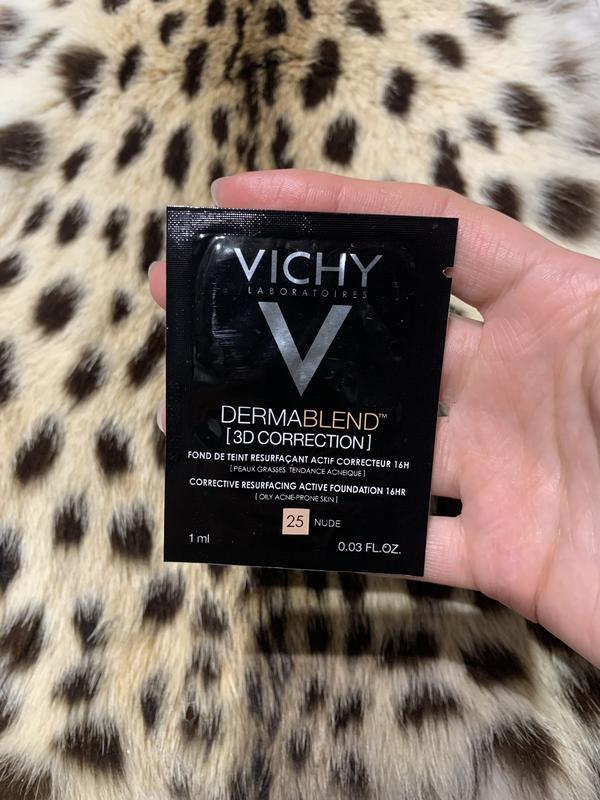 VICHY
LABORATOIRES
V
DERMABLEND™
[3D CORRECTION]
FOND DE TEINT RESURFAÇANT ACTIF CORRECTEUR 16H
[PEAUX GRASSES, TENDANCE ACNEIQUE]
CORRECTIVE RESURFACING ACTIVE FOUNDATION 16HR
[OILY ACNE-PRONE SKIN]
25 NUDE
1 ml 0.03 FL.OZ.